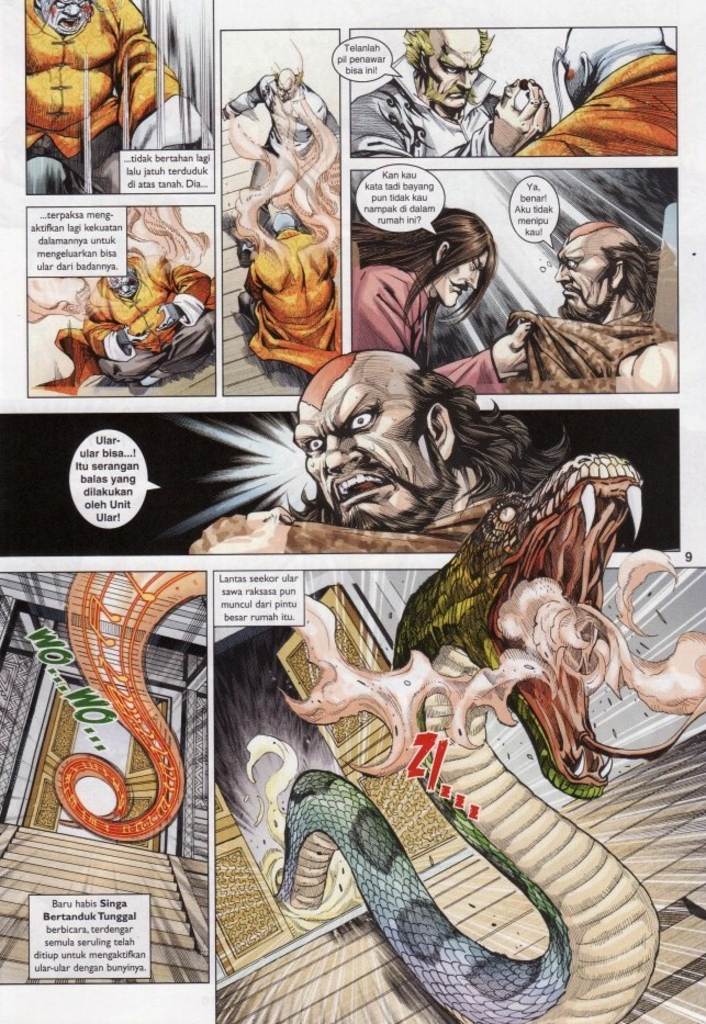 ...tidak bertahan lagi
lalu jatuh terduduk
di atas tanah. Dia...
...terpaksa meng-
aktifkan lagi kekuatan
dalamannya untuk
mengeluarkan bisa
ular dari badannya.
Telanlah
pil penawar
bisa ini!
Kan kau
kata tadi bayang
pun tidak kau
nampak di dalam
rumah ini?
Ya,
benar!
Aku tidak
menipu
kau!
Ular-
ular bisa...!
Itu serangan
balas yang
dilakukan
oleh Unit
Ular!
9
WO...WO...
Baru habis Singa
Bertanduk Tunggal
berbicara, terdengar
semula seruling telah
ditiup untuk mengaktifkan
ular-ular dengan bunyinya.
Lantas seekor ular
sawa raksasa pun
muncul dari pintu
besar rumah itu.
ZI...